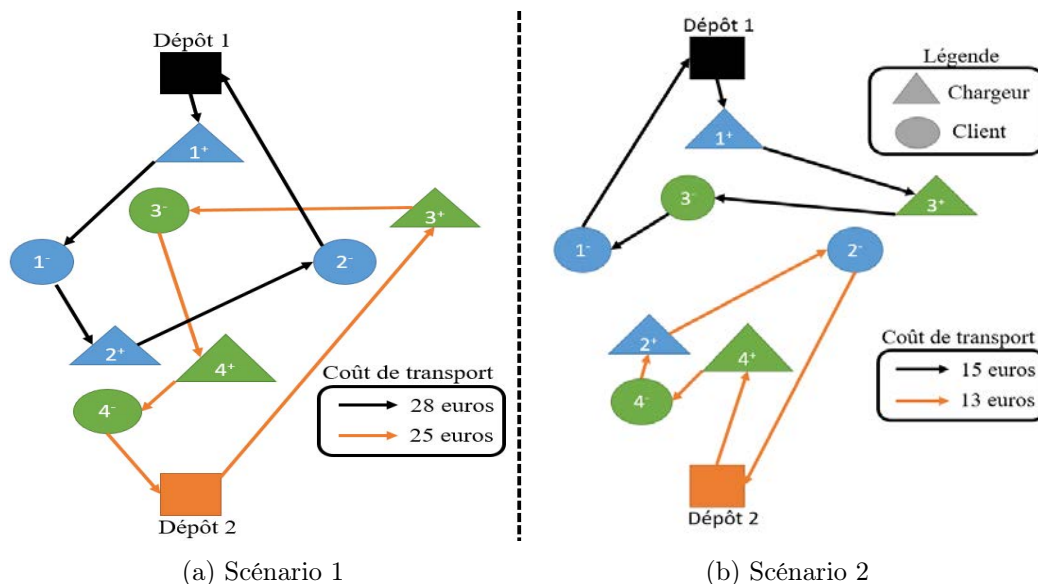 Dépôt 1
1⁺
3⁻
3⁺
1⁻
2⁻
2⁺
4⁺
4⁻
Coût de transport
28 euros
25 euros
Dépôt 2
(a) Scénario 1
Dépôt 1
Légende
Chargeur
Client
1⁺
3⁻
3⁺
1⁻
2⁻
2⁺
4⁺
4⁻
Coût de transport
15 euros
13 euros
Dépôt 2
(b) Scénario 2